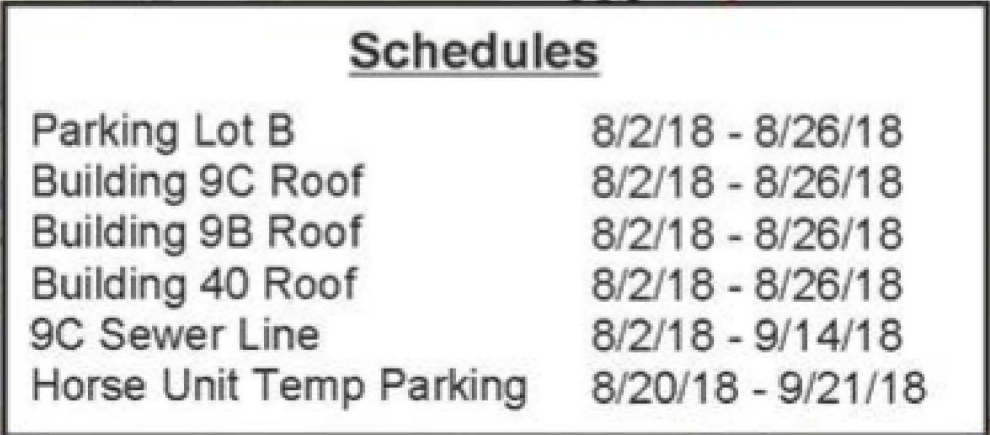 Schedules
Parking Lot B 8/2/18 - 8/26/18
Building 9C Roof 8/2/18 - 8/26/18
Building 9B Roof 8/2/18 - 8/26/18
Building 40 Roof 8/2/18 - 8/26/18
9C Sewer Line 8/2/18 - 9/14/18
Horse Unit Temp Parking 8/20/18 - 9/21/18